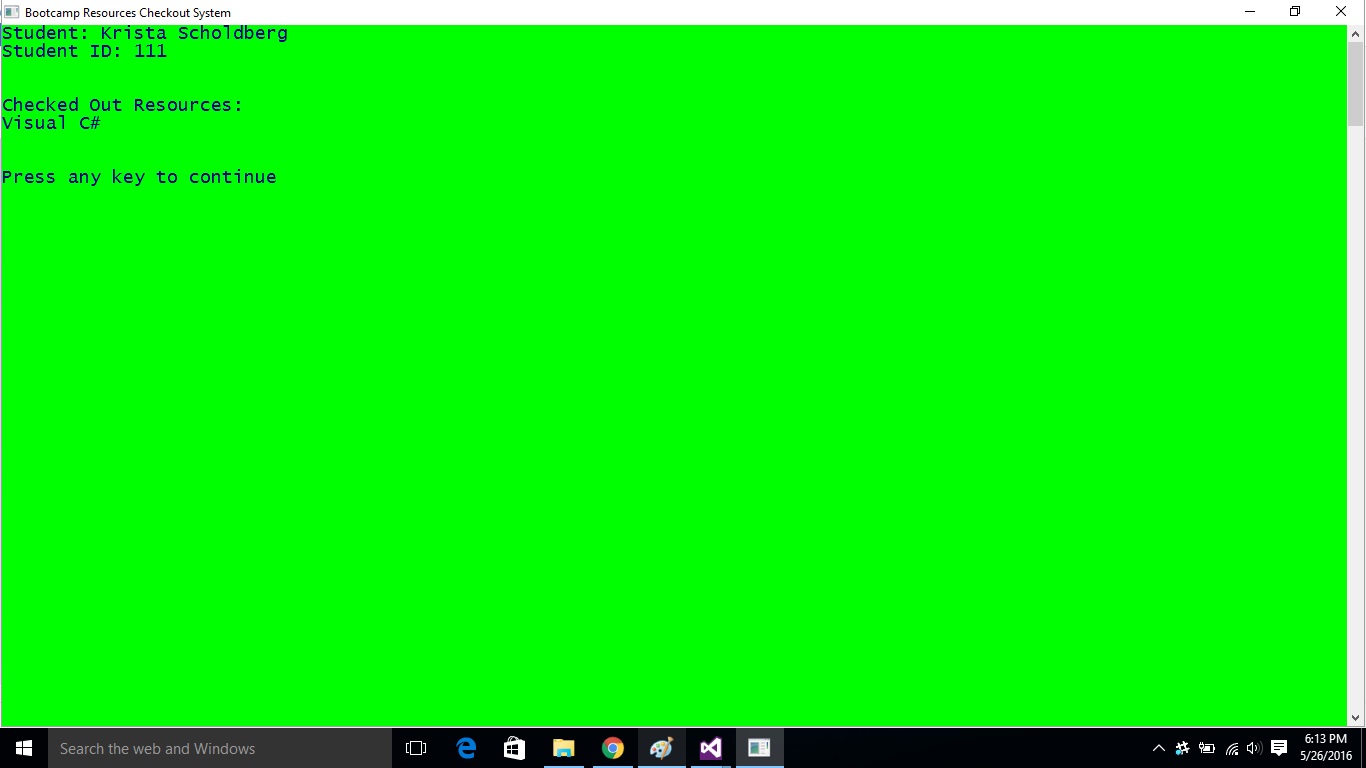 Bootcamp Resources Checkout System
Student: Krista Scholdberg
Student ID: 111
Checked Out Resources:
Visual C#
Press any key to continue
Search the web and Windows
6:13 PM
5/26/2016